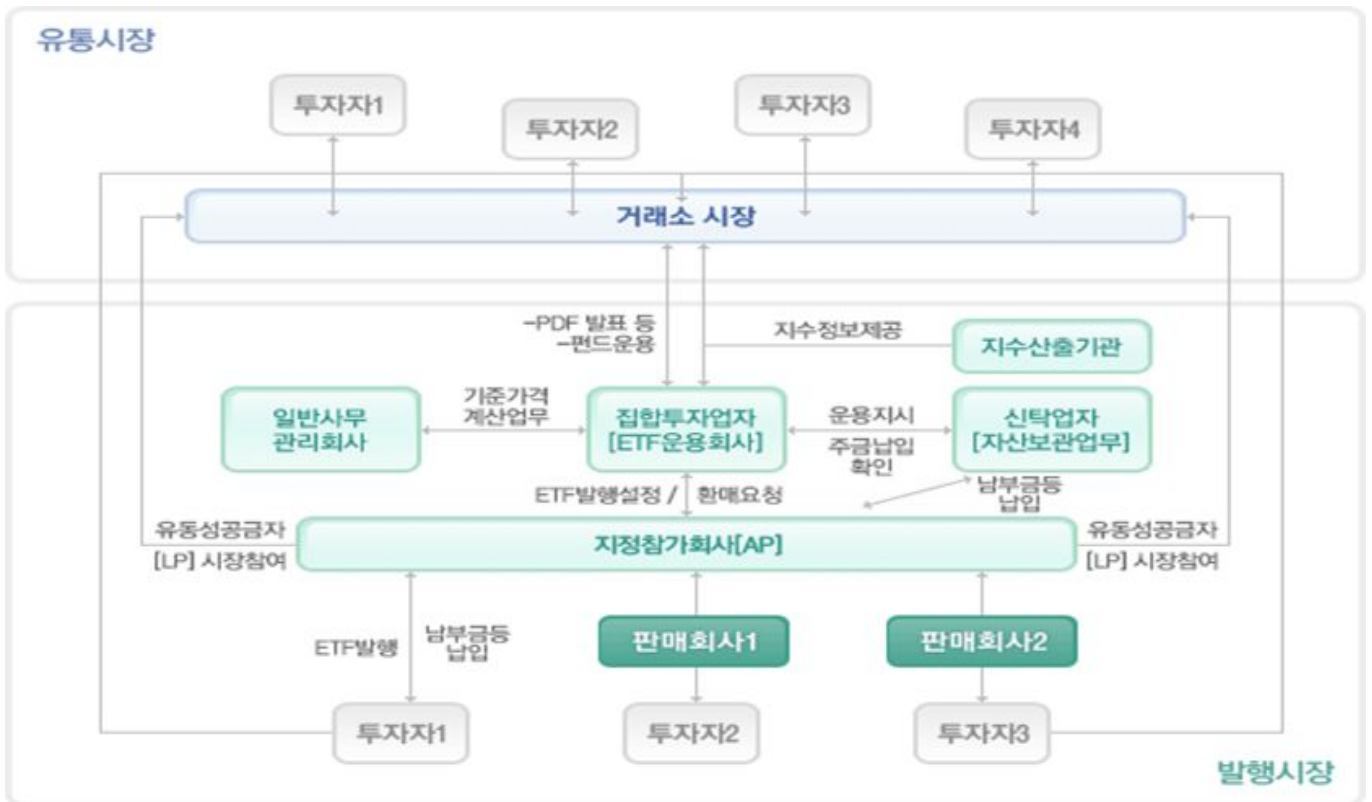 유통시장
투자자1
투자자2
투자자3
투자자4
거래소 시장
-PDF 발표 등
-펀드운용
지수정보제공
지수산출기관
일반사무
관리회사
기준가격
계산업무
집합투자업자
[ETF운용회사]
운용지시
주금납입
확인
신탁업자
[자산보관업무]
ETF발행설정 / 환매요청
남부금등
납입
유동성공급자
[LP] 시장참여
지정참가회사[AP]
유동성공급자
[LP] 시장참여
ETF발행
남부금등
납입
판매회사1
판매회사2
투자자1
투자자2
투자자3
발행시장